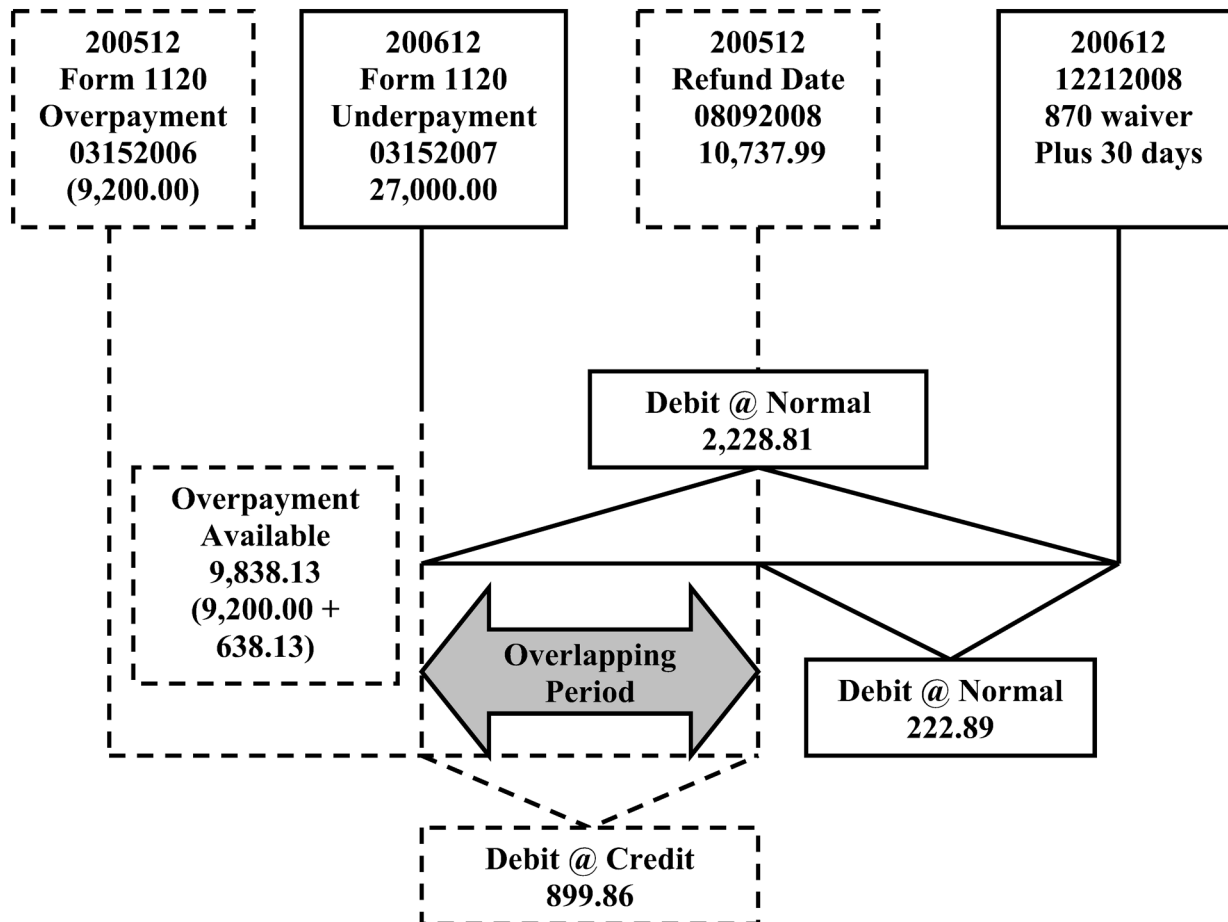 200512
Form 1120
Overpayment
03152006
(9,200.00)
200612
Form 1120
Underpayment
03152007
27,000.00
200512
Refund Date
08092008
10,737.99
200612
12212008
870 waiver
Plus 30 days
Debit @ Normal
2,228.81
Overpayment
Available
9,838.13
(9,200.00 +
638.13)
Overlapping
Period
Debit @ Normal
222.89
Debit @ Credit
899.86